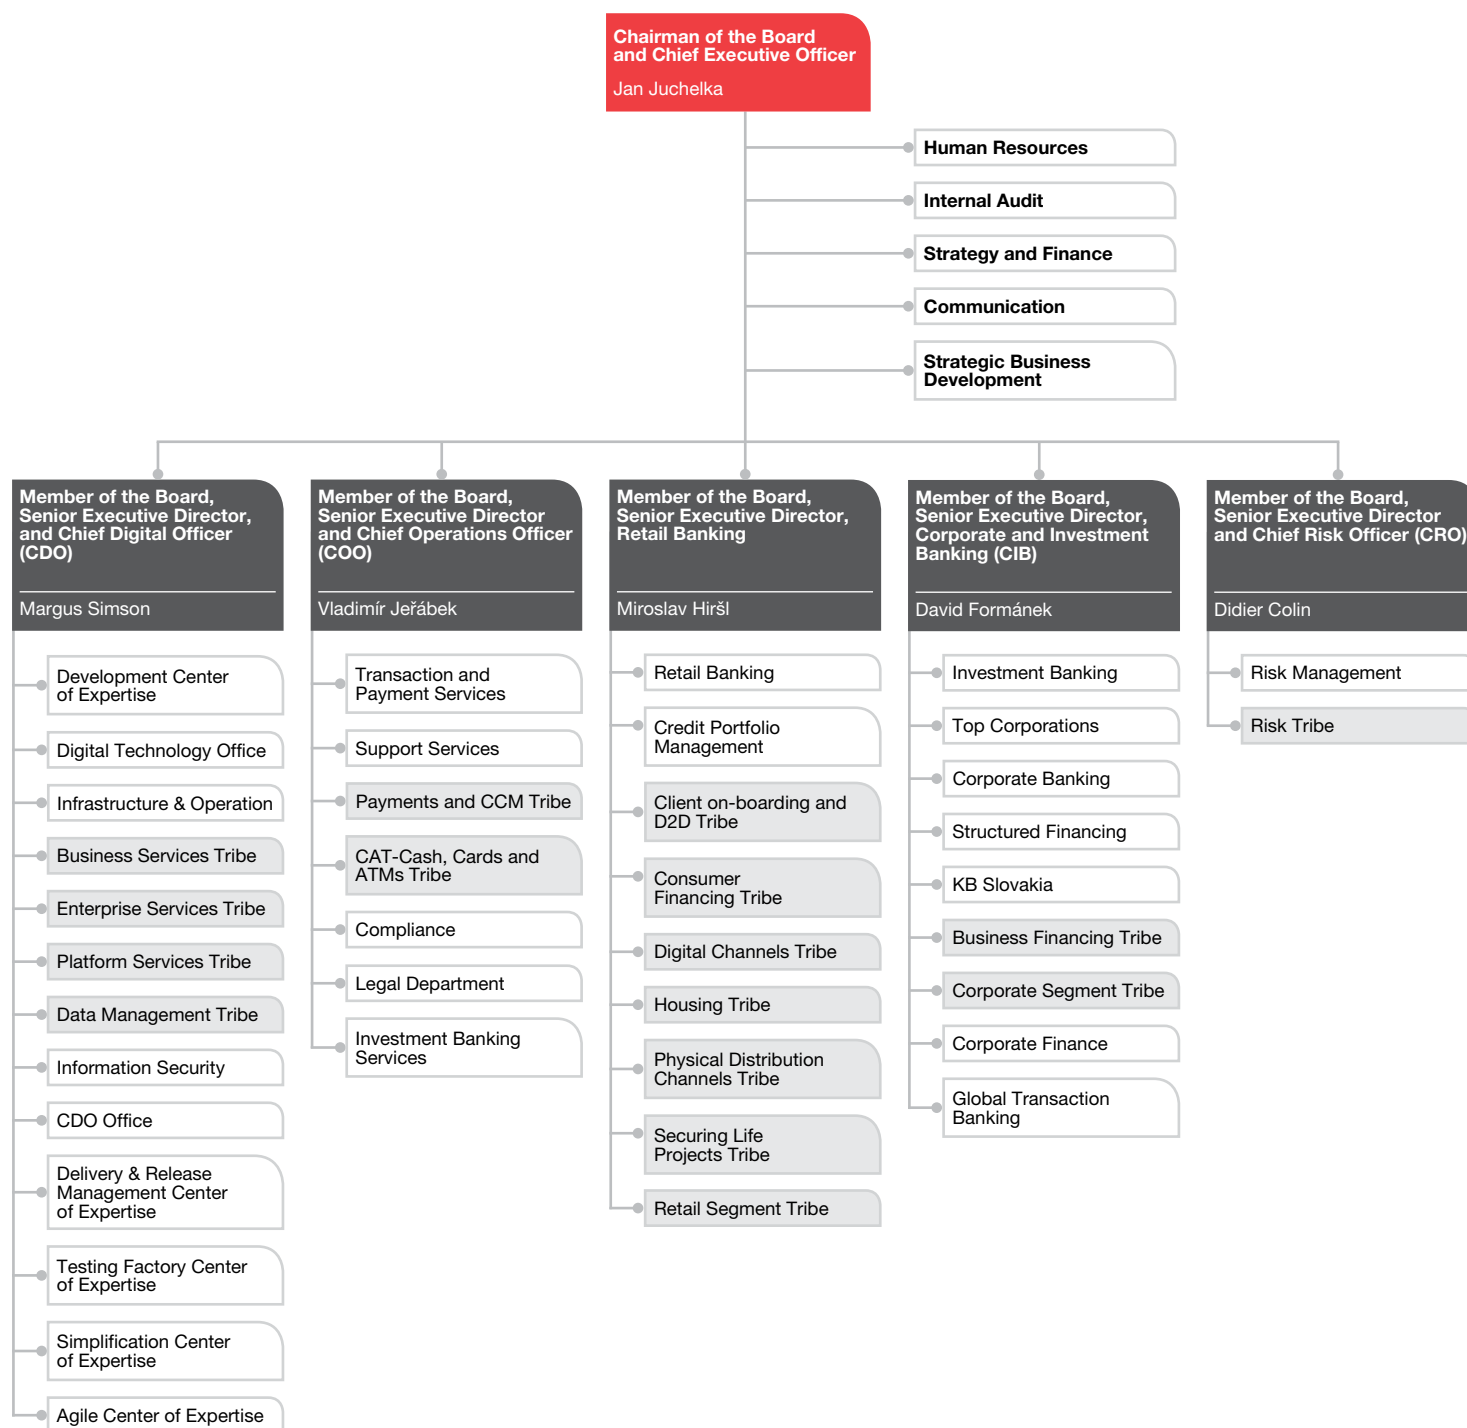 Chairman of the Board
and Chief Executive Officer
Jan Juchelka
Human Resources
Internal Audit
Strategy and Finance
Communication
Strategic Business
Development
Member of the Board,
Senior Executive Director,
and Chief Digital Officer
(CDO)
Margus Simson
Development Center
of Expertise
Digital Technology Office
Infrastructure & Operation
Business Services Tribe
Enterprise Services Tribe
Platform Services Tribe
Data Management Tribe
Information Security
CDO Office
Delivery & Release
Management Center
of Expertise
Testing Factory Center
of Expertise
Simplification Center
of Expertise
Agile Center of Expertise
Member of the Board,
Senior Executive Director
and Chief Operations Officer
(COO)
Vladimír Jeřábek
Transaction and
Payment Services
Support Services
Payments and CCM Tribe
CAT-Cash, Cards and
ATMs Tribe
Compliance
Legal Department
Investment Banking
Services
Member of the Board,
Senior Executive Director,
Retail Banking
Miroslav Hiršl
Retail Banking
Credit Portfolio
Management
Client on-boarding and
D2D Tribe
Consumer
Financing Tribe
Digital Channels Tribe
Housing Tribe
Physical Distribution
Channels Tribe
Securing Life
Projects Tribe
Retail Segment Tribe
Member of the Board,
Senior Executive Director,
Corporate and Investment
Banking (CIB)
David Formánek
Investment Banking
Top Corporations
Corporate Banking
Structured Financing
KB Slovakia
Business Financing Tribe
Corporate Segment Tribe
Corporate Finance
Global Transaction
Banking
Member of the Board,
Senior Executive Director
and Chief Risk Officer (CRO)
Didier Colin
Risk Management
Risk Tribe